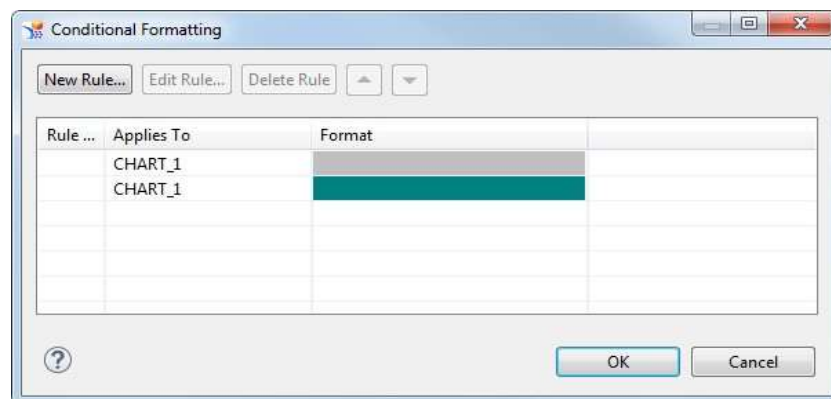 Conditional Formatting
New Rule... Edit Rule... Delete Rule
Rule ... Applies To Format
CHART_1
CHART_1
?
OK Cancel